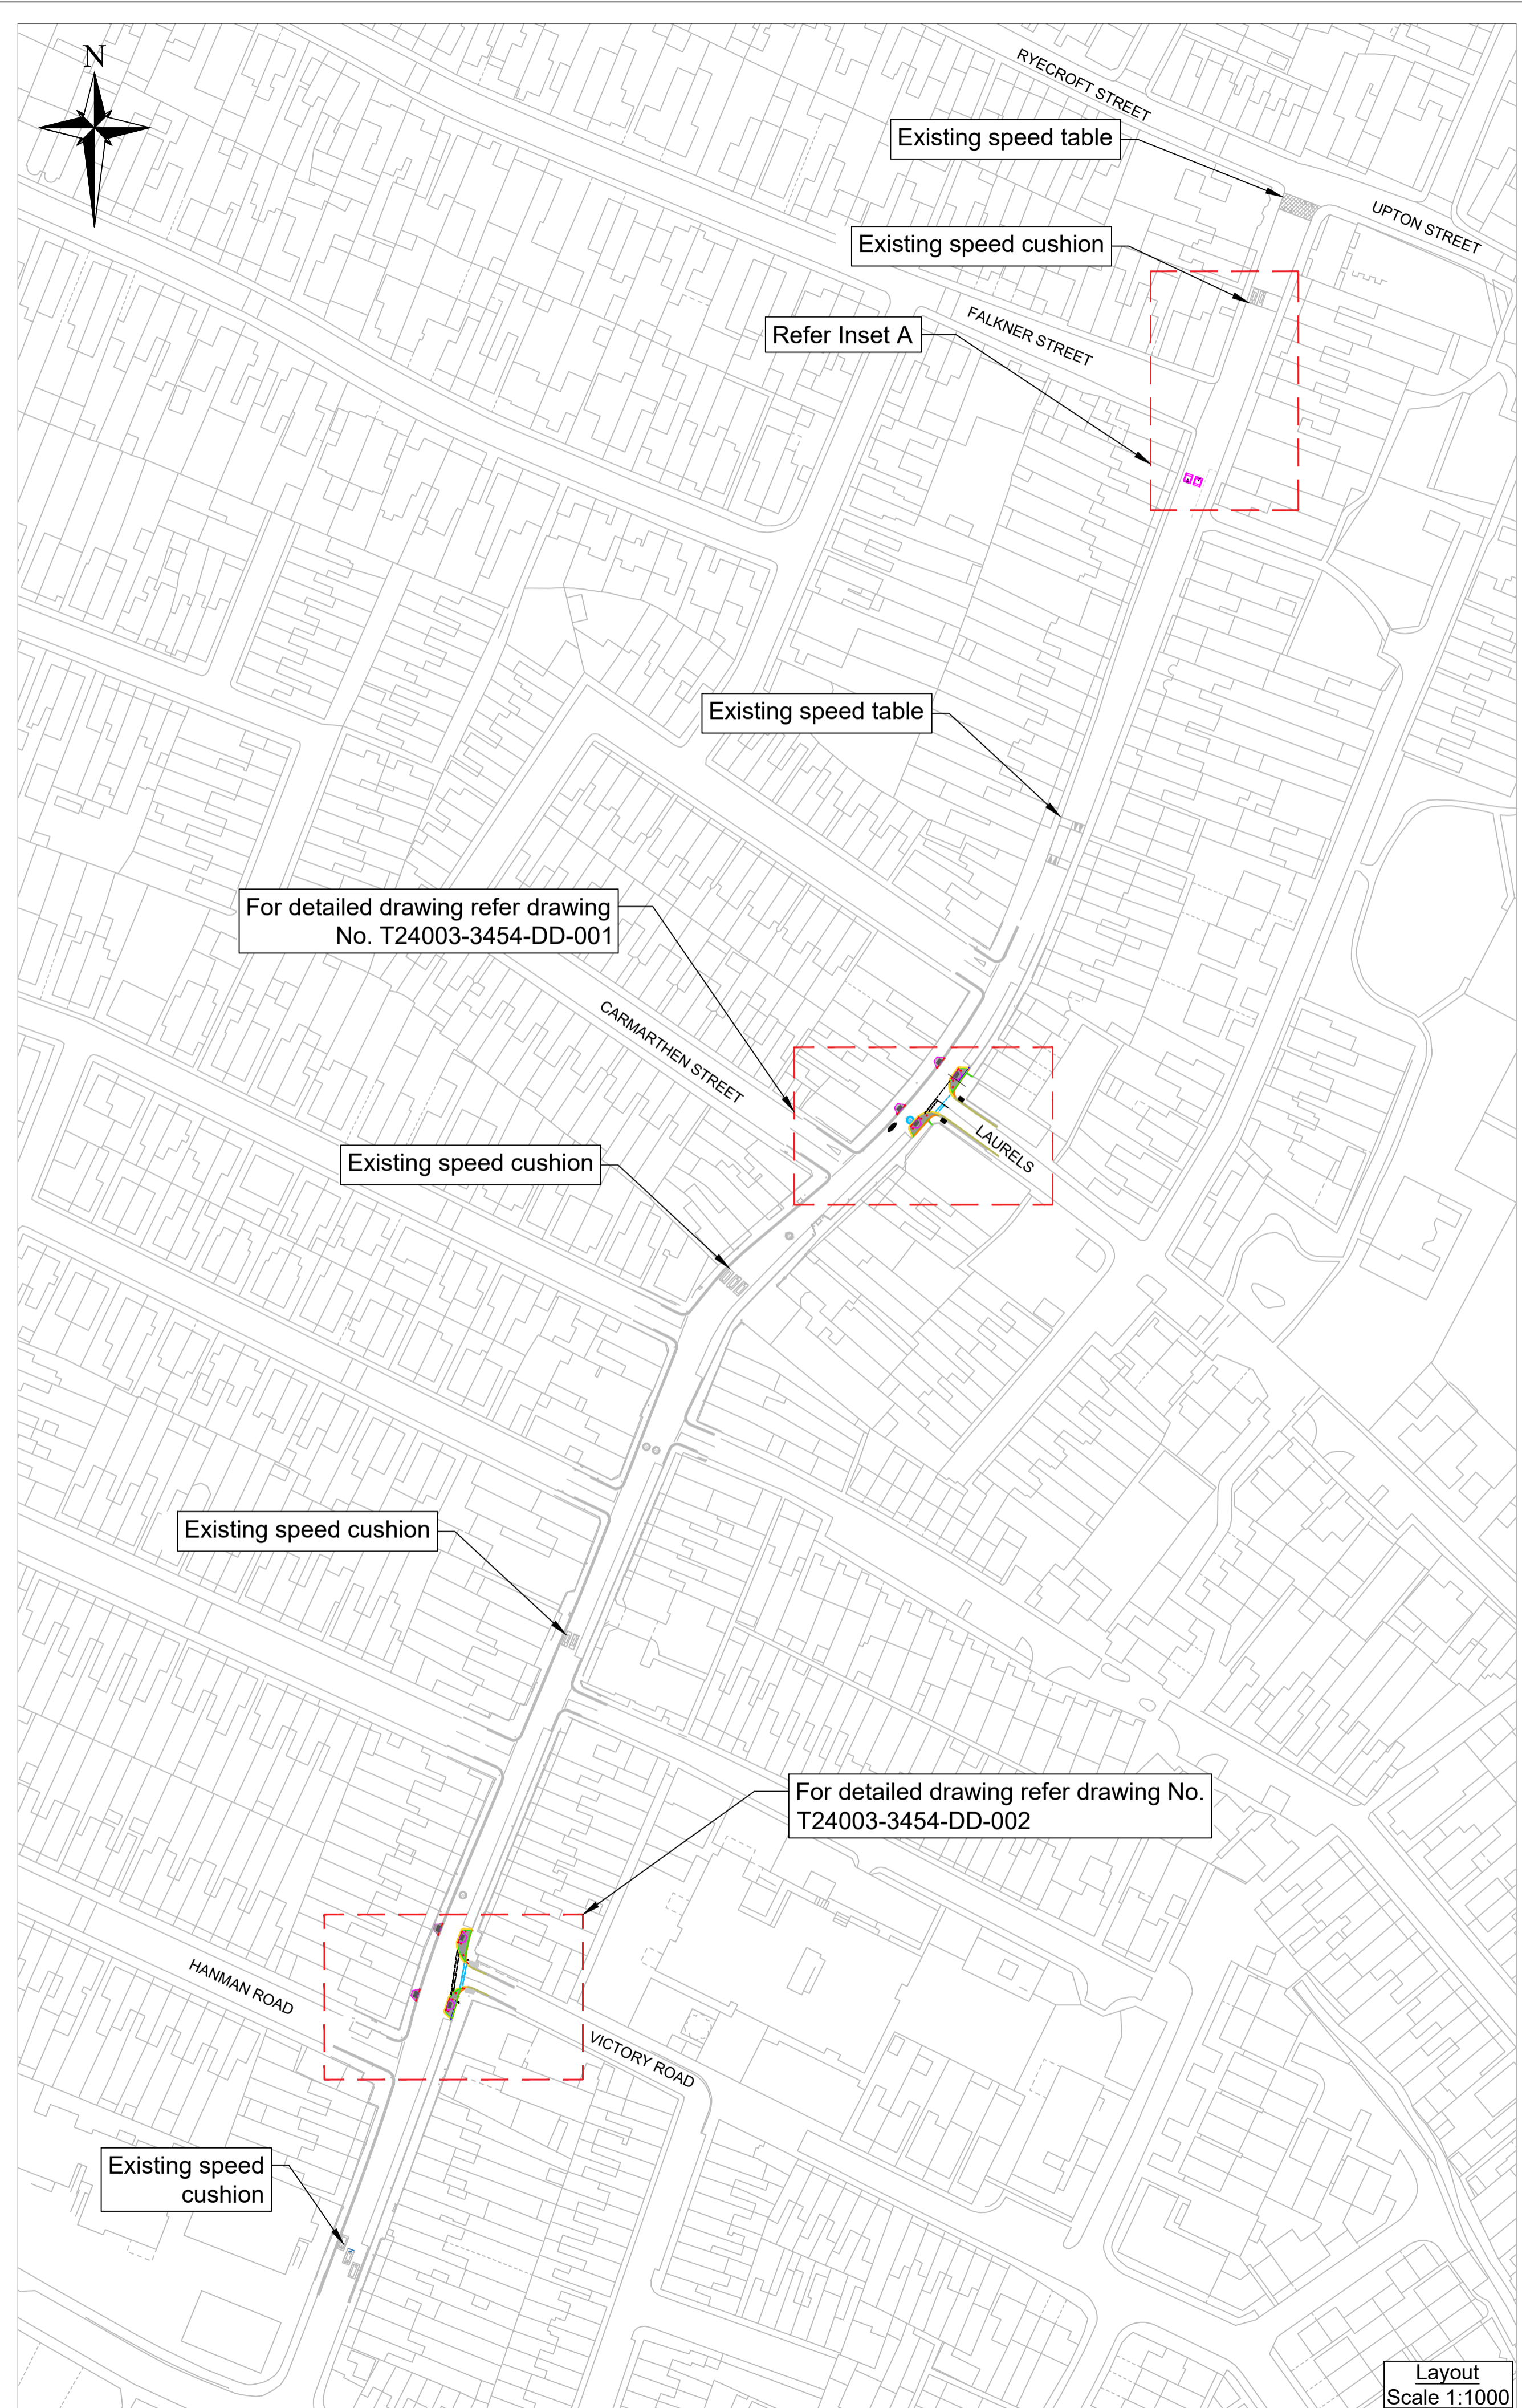 N
RYECROFT STREET
Existing speed table
UPTON STREET
Existing speed cushion
FALKNER STREET
Refer Inset A
Existing speed table
For detailed drawing refer drawing
No. T24003-3454-DD-001
CARMARTHEN STREET
LAURELS
Existing speed cushion
Existing speed cushion
For detailed drawing refer drawing No.
T24003-3454-DD-002
HANMAN ROAD
VICTORY ROAD
Existing speed
cushion
Layout
Scale 1:1000